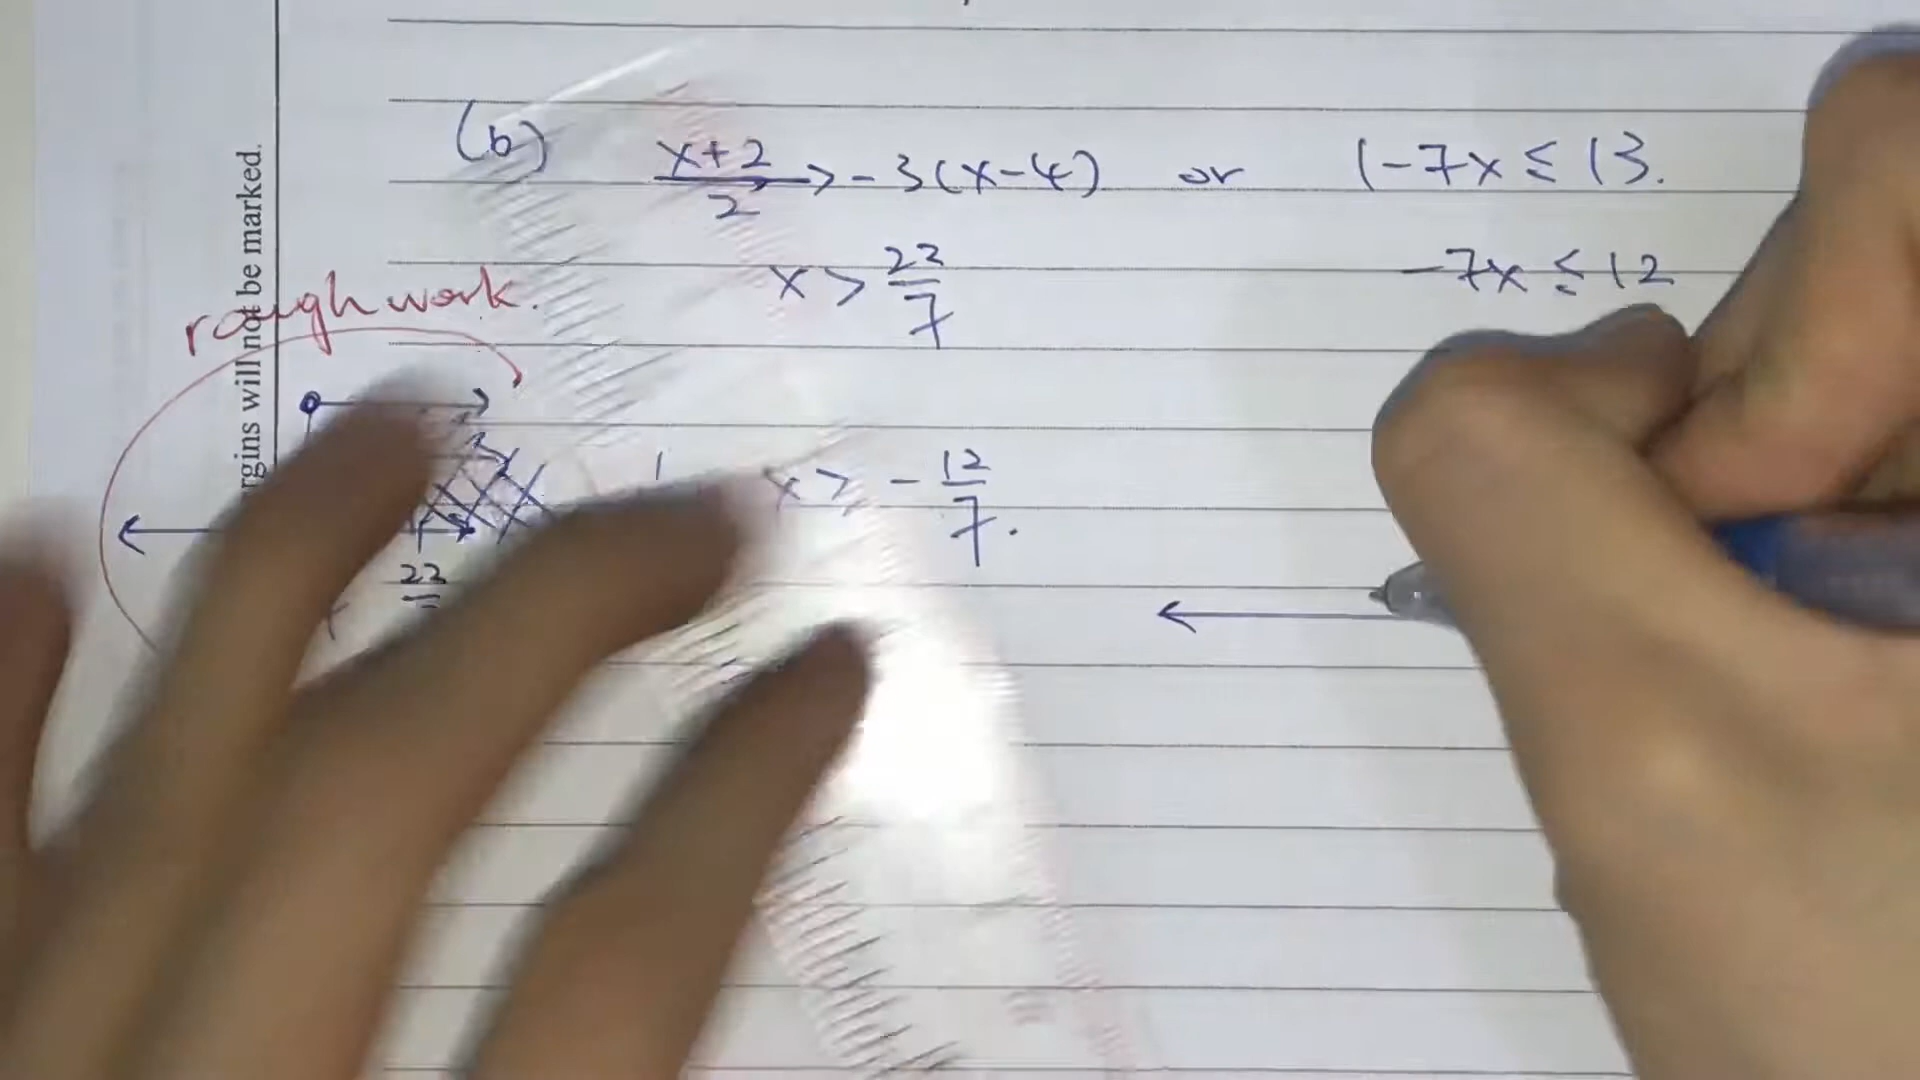 (b) x+2/2 > -3(x-4) or 1-7x ≤ 13.
x > 22/7 -7x ≤ 12
rough work.
x > - 12/7.
22
rgins will not be marked.